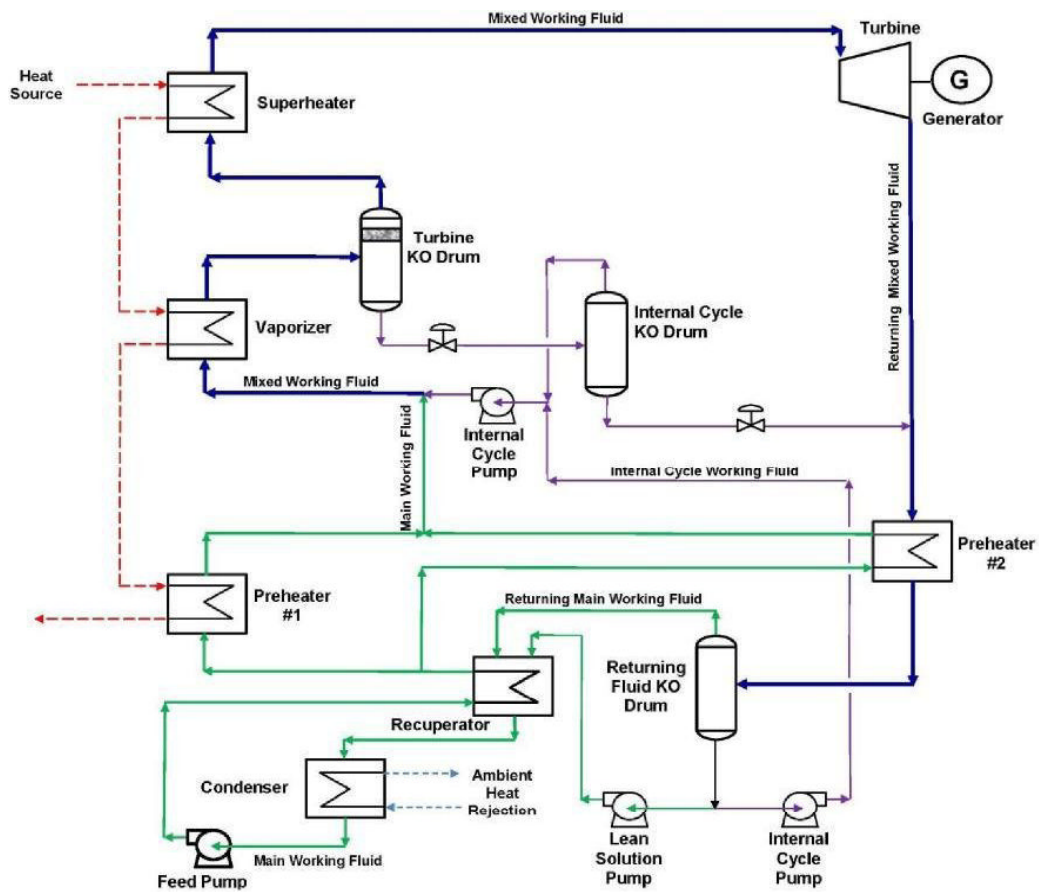 Mixed Working Fluid
Turbine
Heat
Source
Superheater
G
Generator
Turbine
KO Drum
Returning Mixed Working Fluid
Internal Cycle
KO Drum
Vaporizer
Mixed Working Fluid
Internal
Cycle
Pump
Internal Cycle Working Fluid
Main Working Fluid
Preheater
#2
Preheater
#1
Returning Main Working Fluid
Returning
Fluid KO
Drum
Recuperator
Condenser
Ambient
Heat
Rejection
Lean
Solution
Pump
Internal
Cycle
Pump
Main Working Fluid
Feed Pump